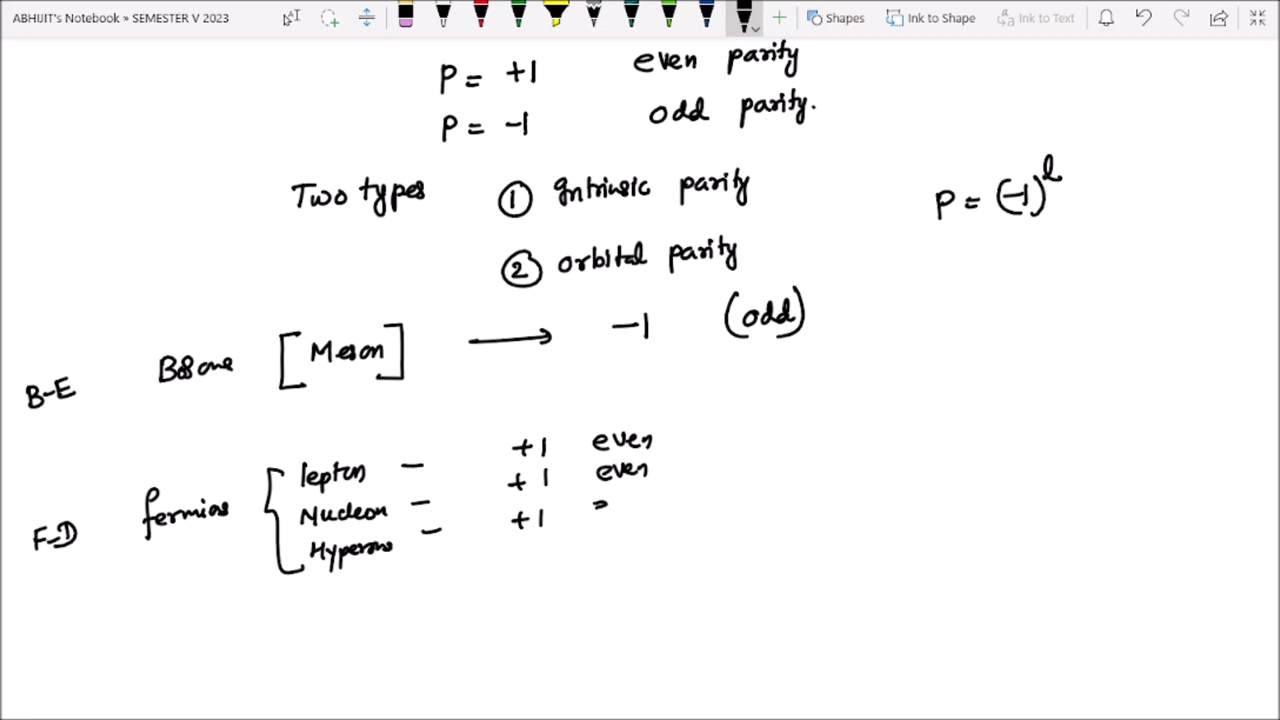 ABHIJIT's Notebook » SEMESTER V 2023 Shapes Ink to Shape Ink to Text
P = +1 even parity
P = -1 odd parity.
Two types ① Intrinsic parity P = (-1)^l
② orbital parity
B-E Bosons [Meson] → -1 (odd)
lepton - +1 even
F-D fermions Nucleon - +1 even
Hyperons - +1